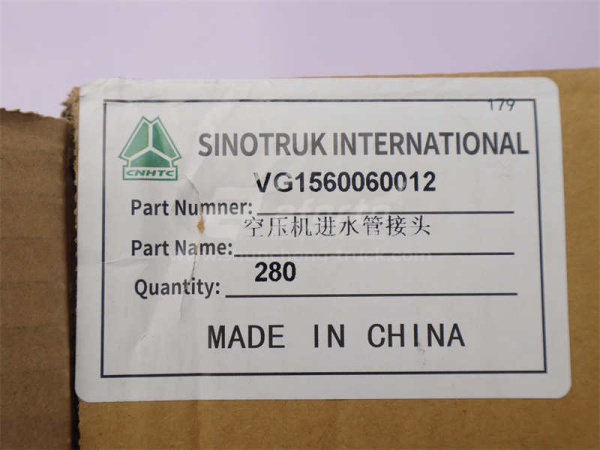 179
CNHTC
SINOTRUK INTERNATIONAL
Part Numner: VG1560060012
Part Name: 空压机进水管接头
Quantity: 280
MADE IN CHINA